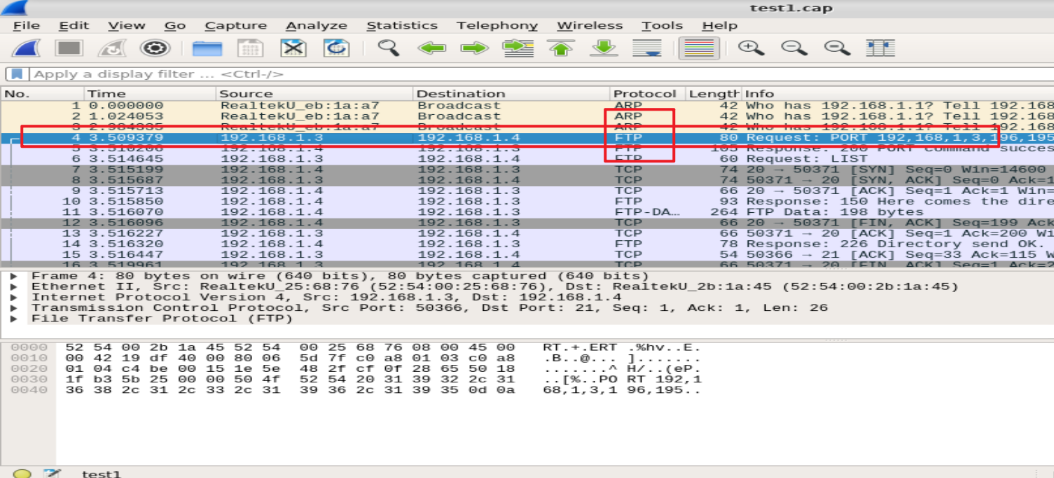 test1.cap
File Edit View Go Capture Analyze Statistics Telephony Wireless Tools Help
Apply a display filter ... <Ctrl-/>
No. Time Source Destination Protocol Length Info
1 0.000000 RealtekU_eb:1a:a7 Broadcast ARP 42 Who has 192.168.1.1? Tell 192.168
2 1.024053 RealtekU_eb:1a:a7 Broadcast ARP 42 Who has 192.168.1.1? Tell 192.168
RealtekU_eb:1a:a7 Broadcast ARP 42 Who has 192.168.1.1? Tell 192.168
4 3.509379 192.168.1.3 192.168.1.4 FTP 80 Request: PORT 192,168,1,3,196,195
192.168.1.4 192.168.1.3 FTP Response: 200 PORT command succes
6 3.514645 192.168.1.3 192.168.1.4 FTP 60 Request: LIST
7 3.515199 192.168.1.4 192.168.1.3 TCP 74 20 → 50371 [SYN] Seq=0 Win=14600
8 3.515687 192.168.1.3 192.168.1.4 TCP 74 50371 → 20 [SYN, ACK] Seq=0 Ack=1
9 3.515713 192.168.1.4 192.168.1.3 TCP 66 20 → 50371 [ACK] Seq=1 Ack=1 Win=
10 3.515850 192.168.1.4 192.168.1.3 FTP 93 Response: 150 Here comes the dire
11 3.516070 192.168.1.4 192.168.1.3 FTP-DA… 264 FTP Data: 198 bytes
12 3.516096 192.168.1.4 192.168.1.3 TCP 66 20 → 50371 [FIN, ACK] Seq=199 Ack
13 3.516227 192.168.1.3 192.168.1.4 TCP 66 50371 → 20 [ACK] Seq=1 Ack=200 Wi
14 3.516320 192.168.1.4 192.168.1.3 FTP 78 Response: 226 Directory send OK.
15 3.516447 192.168.1.3 192.168.1.4 TCP 54 50366 → 21 [ACK] Seq=33 Ack=115 W
16 3.519961 192.168.1.3 192.168.1.4 TCP 66 50371 → 20 [FIN, ACK] Seq=1 Ack=2
Frame 4: 80 bytes on wire (640 bits), 80 bytes captured (640 bits)
Ethernet II, Src: RealtekU_25:68:76 (52:54:00:25:68:76), Dst: RealtekU_2b:1a:45 (52:54:00:2b:1a:45)
Internet Protocol Version 4, Src: 192.168.1.3, Dst: 192.168.1.4
Transmission Control Protocol, Src Port: 50366, Dst Port: 21, Seq: 1, Ack: 1, Len: 26
File Transfer Protocol (FTP)
0000 52 54 00 2b 1a 45 52 54 00 25 68 76 08 00 45 00 RT.+.ERT .%hv..E.
0010 00 42 19 df 40 00 80 06 5d 7f c0 a8 01 03 c0 a8 .B..@... ].......
0020 01 04 c4 be 00 15 1e 5e 48 2f cf 0f 28 65 50 18 .......^ H/..(eP.
0030 1f b3 5b 25 00 00 50 4f 52 54 20 31 39 32 2c 31 ..[%..PO RT 192,1
0040 36 38 2c 31 2c 33 2c 31 39 36 2c 31 39 35 0d 0a 68,1,3,1 96,195..
test1